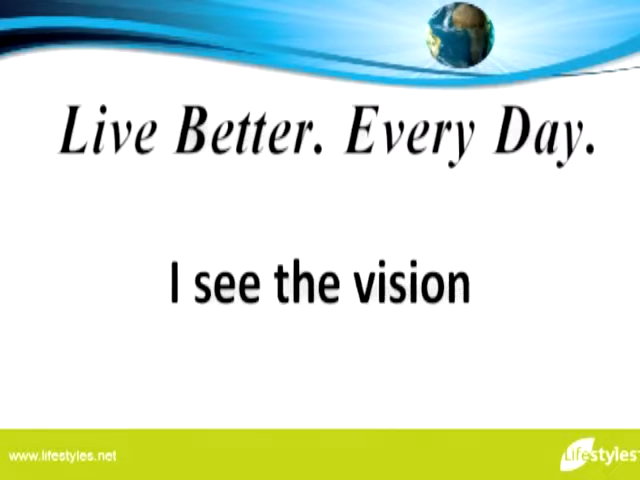 Live Better. Every Day.
I see the vision
www.lifestyles.net
Lifestyles